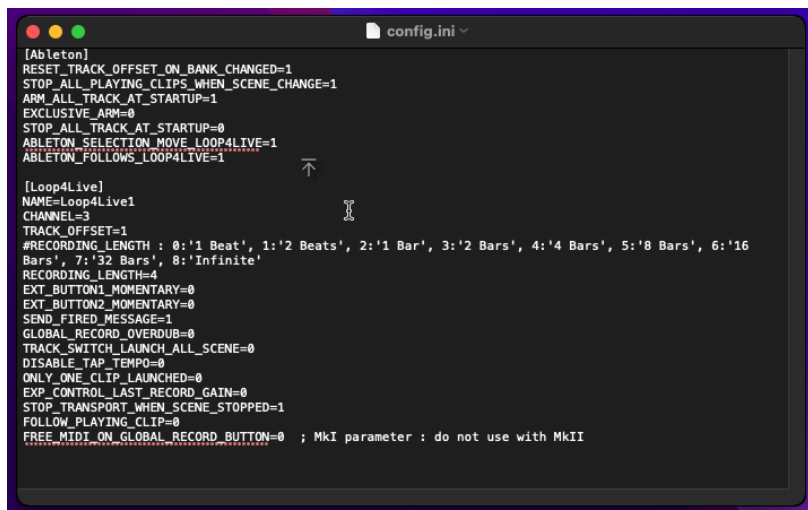 config.ini
[Ableton]
RESET_TRACK_OFFSET_ON_BANK_CHANGED=1
STOP_ALL_PLAYING_CLIPS_WHEN_SCENE_CHANGE=1
ARM_ALL_TRACK_AT_STARTUP=1
EXCLUSIVE_ARM=0
STOP_ALL_TRACK_AT_STARTUP=0
ABLETON_SELECTION_MOVE_LOOP4LIVE=1
ABLETON_FOLLOWS_LOOP4LIVE=1
[Loop4Live]
NAME=Loop4Live1
CHANNEL=3
TRACK_OFFSET=1
#RECORDING_LENGTH : 0:'1 Beat', 1:'2 Beats', 2:'1 Bar', 3:'2 Bars', 4:'4 Bars', 5:'8 Bars', 6:'16
Bars', 7:'32 Bars', 8:'Infinite'
RECORDING_LENGTH=4
EXT_BUTTON1_MOMENTARY=0
EXT_BUTTON2_MOMENTARY=0
SEND_FIRED_MESSAGE=1
GLOBAL_RECORD_OVERDUB=0
TRACK_SWITCH_LAUNCH_ALL_SCENE=0
DISABLE_TAP_TEMPO=0
ONLY_ONE_CLIP_LAUNCHED=0
EXP_CONTROL_LAST_RECORD_GAIN=0
STOP_TRANSPORT_WHEN_SCENE_STOPPED=1
FOLLOW_PLAYING_CLIP=0
FREE_MIDI_ON_GLOBAL_RECORD_BUTTON=0  ; MkI parameter : do not use with MkII